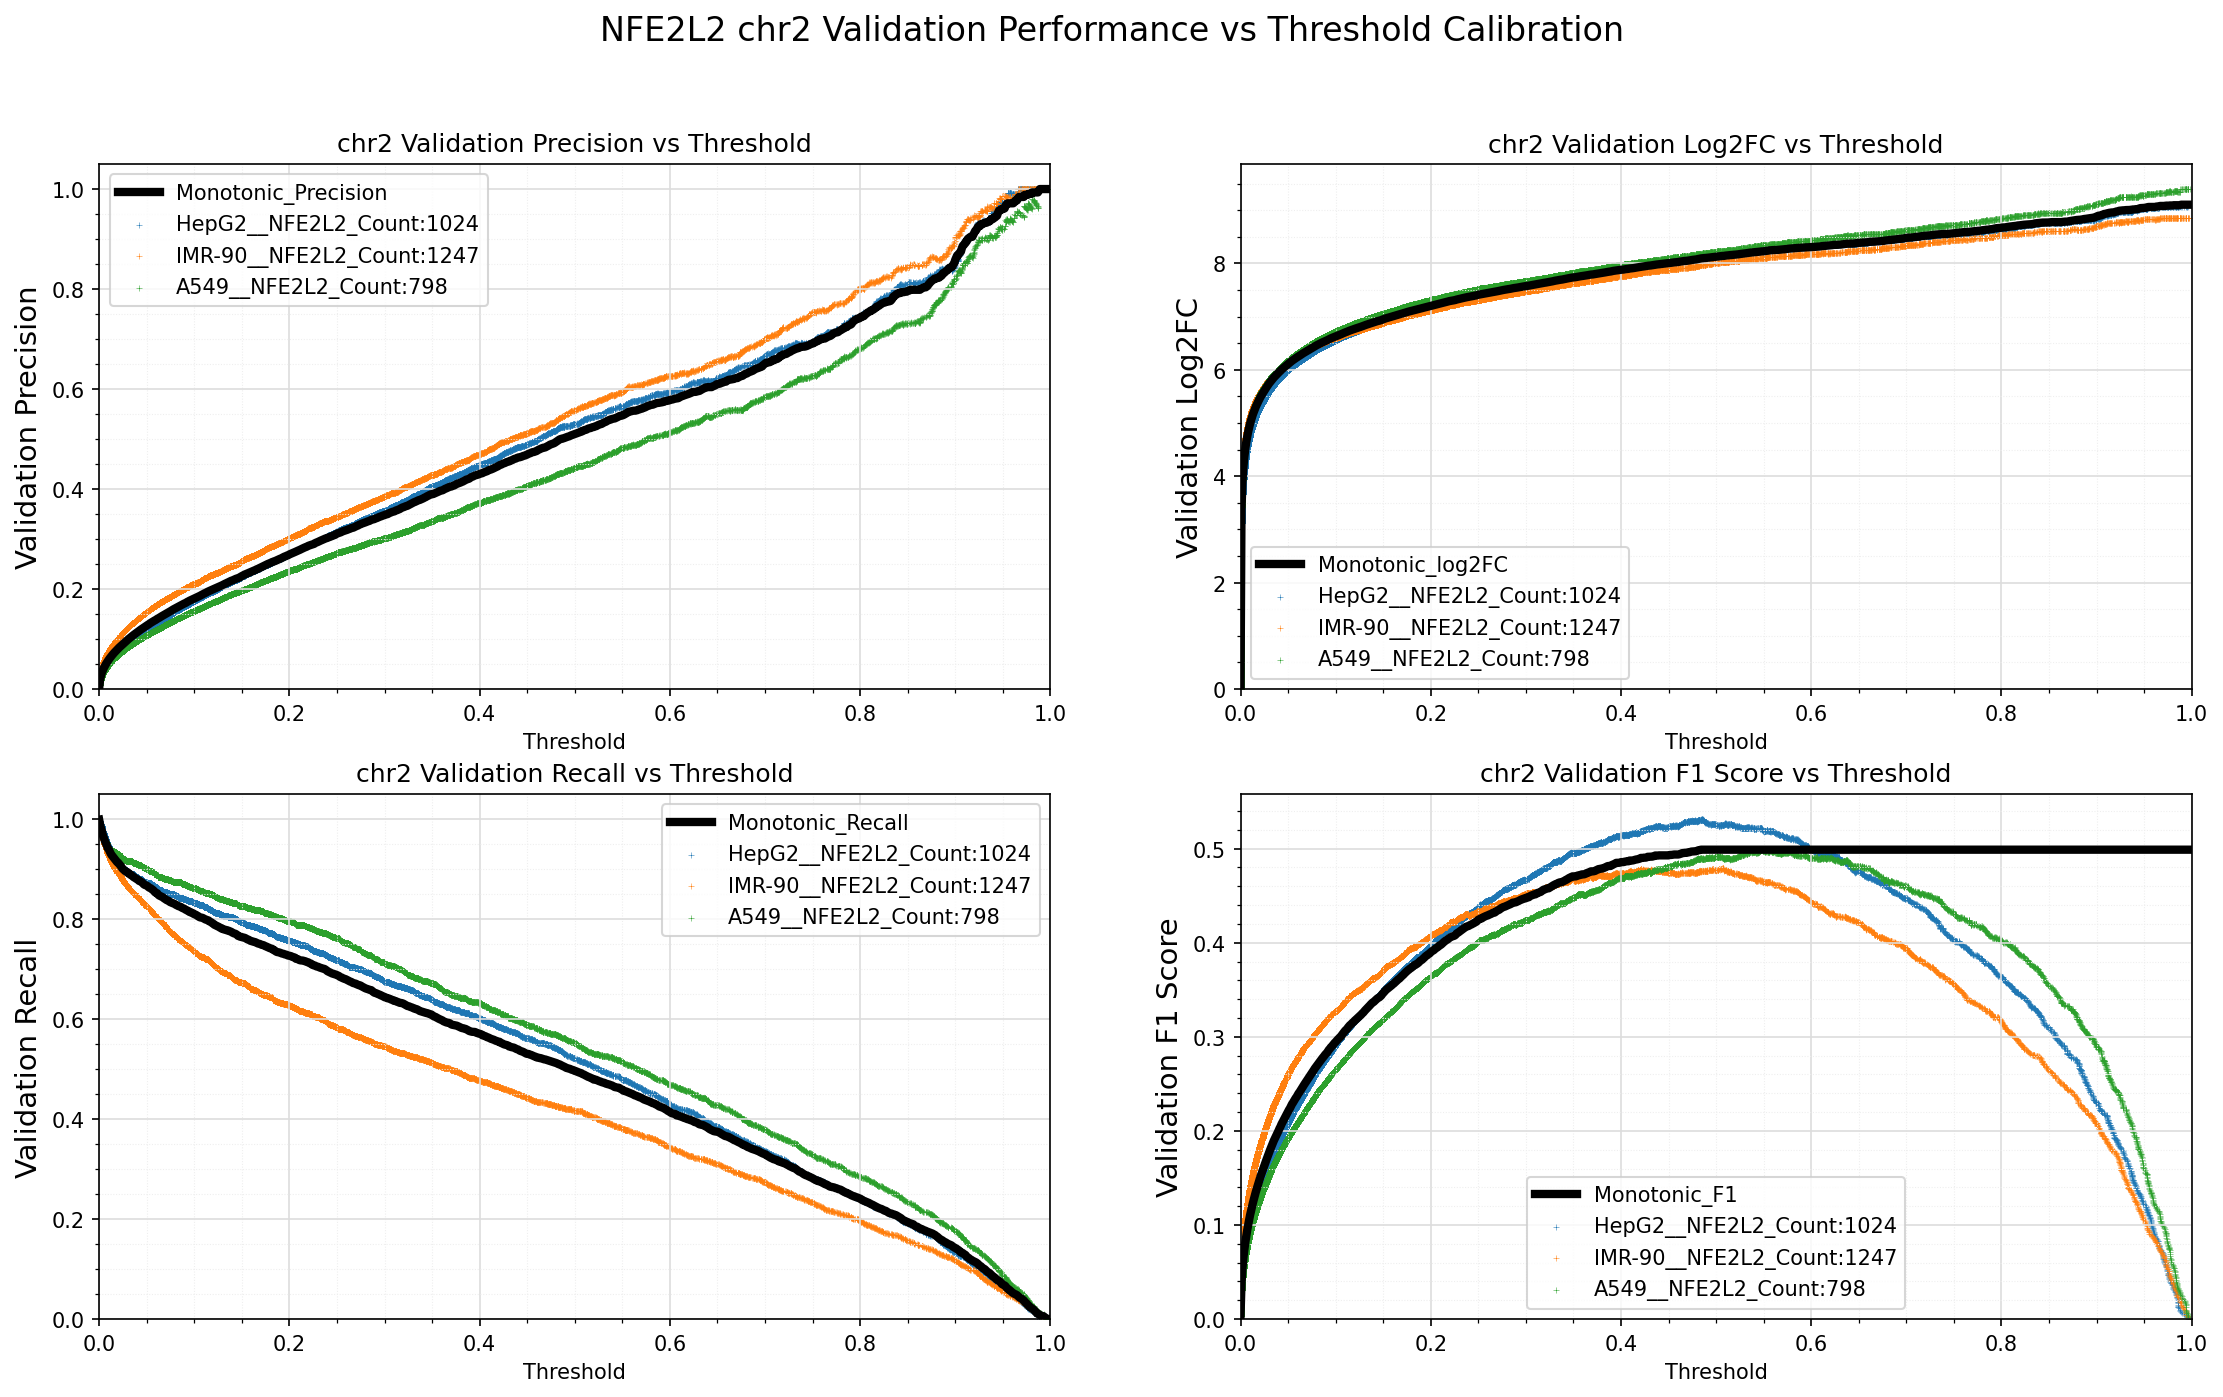 NFE2L2 chr2 Validation Performance vs Threshold Calibration
chr2 Validation Precision vs Threshold
Validation Precision
1.0
0.8
0.6
0.4
0.2
0.0
Monotonic_Precision
HepG2__NFE2L2_Count:1024
IMR-90__NFE2L2_Count:1247
A549__NFE2L2_Count:798
0.0 0.2 0.4 0.6 0.8 1.0
Threshold
chr2 Validation Log2FC vs Threshold
Validation Log2FC
8
6
4
2
0
Monotonic_log2FC
HepG2__NFE2L2_Count:1024
IMR-90__NFE2L2_Count:1247
A549__NFE2L2_Count:798
0.0 0.2 0.4 0.6 0.8 1.0
Threshold
chr2 Validation Recall vs Threshold
Validation Recall
1.0
0.8
0.6
0.4
0.2
0.0
Monotonic_Recall
HepG2__NFE2L2_Count:1024
IMR-90__NFE2L2_Count:1247
A549__NFE2L2_Count:798
0.0 0.2 0.4 0.6 0.8 1.0
Threshold
chr2 Validation F1 Score vs Threshold
Validation F1 Score
0.5
0.4
0.3
0.2
0.1
0.0
Monotonic_F1
HepG2__NFE2L2_Count:1024
IMR-90__NFE2L2_Count:1247
A549__NFE2L2_Count:798
0.0 0.2 0.4 0.6 0.8 1.0
Threshold